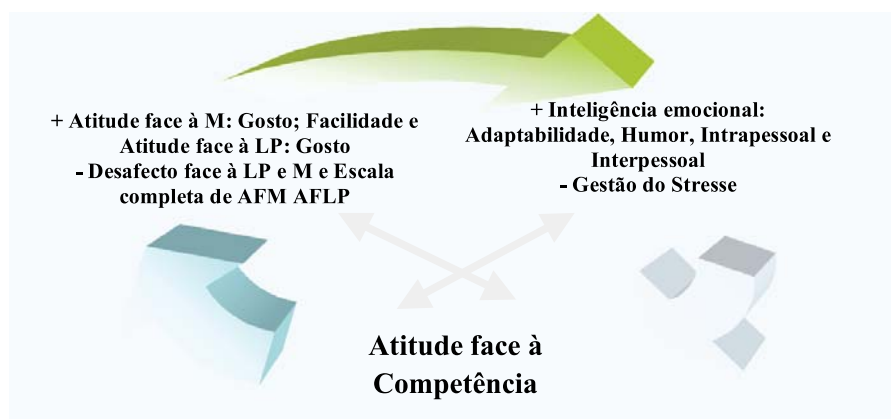 + Atitude face à M: Gosto; Facilidade e
Atitude face à LP: Gosto
- Desafecto face à LP e M e Escala
completa de AFM AFLP
+ Inteligência emocional:
Adaptabilidade, Humor, Intrapessoal e
Interpessoal
- Gestão do Stresse
Atitude face à
Competência